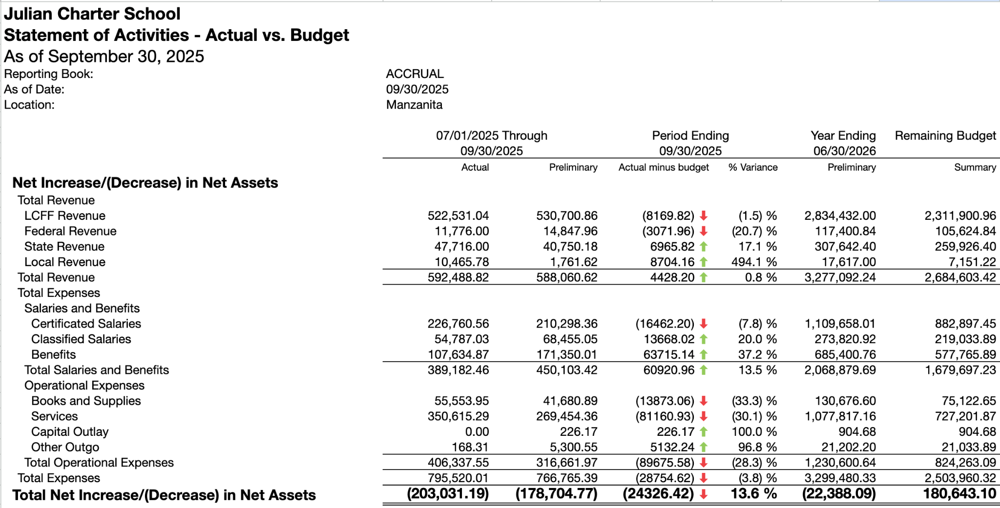 Julian Charter School
Statement of Activities - Actual vs. Budget
As of September 30, 2025
Reporting Book: ACCRUAL
As of Date: 09/30/2025
Location: Manzanita
07/01/2025 Through Period Ending Year Ending Remaining Budget
09/30/2025 09/30/2025 06/30/2026
Actual Preliminary Actual minus budget % Variance Preliminary Summary
Net Increase/(Decrease) in Net Assets
Total Revenue
LCFF Revenue 522,531.04 530,700.86 (8169.82) (1.5) % 2,834,432.00 2,311,900.96
Federal Revenue 11,776.00 14,847.96 (3071.96) (20.7) % 117,400.84 105,624.84
State Revenue 47,716.00 40,750.18 6965.82 17.1 % 307,642.40 259,926.40
Local Revenue 10,465.78 1,761.62 8704.16 494.1 % 17,617.00 7,151.22
Total Revenue 592,488.82 588,060.62 4428.20 0.8 % 3,277,092.24 2,684,603.42
Total Expenses
Salaries and Benefits
Certificated Salaries 226,760.56 210,298.36 (16462.20) (7.8) % 1,109,658.01 882,897.45
Classified Salaries 54,787.03 68,455.05 13668.02 20.0 % 273,820.92 219,033.89
Benefits 107,634.87 171,350.01 63715.14 37.2 % 685,400.76 577,765.89
Total Salaries and Benefits 389,182.46 450,103.42 60920.96 13.5 % 2,068,879.69 1,679,697.23
Operational Expenses
Books and Supplies 55,553.95 41,680.89 (13873.06) (33.3) % 130,676.60 75,122.65
Services 350,615.29 269,454.36 (81160.93) (30.1) % 1,077,817.16 727,201.87
Capital Outlay 0.00 226.17 226.17 100.0 % 904.68 904.68
Other Outgo 168.31 5,300.55 5132.24 96.8 % 21,202.20 21,033.89
Total Operational Expenses 406,337.55 316,661.97 (89675.58) (28.3) % 1,230,600.64 824,263.09
Total Expenses 795,520.01 766,765.39 (28754.62) (3.8) % 3,299,480.33 2,503,960.32
Total Net Increase/(Decrease) in Net Assets (203,031.19) (178,704.77) (24326.42) 13.6 % (22,388.09) 180,643.10